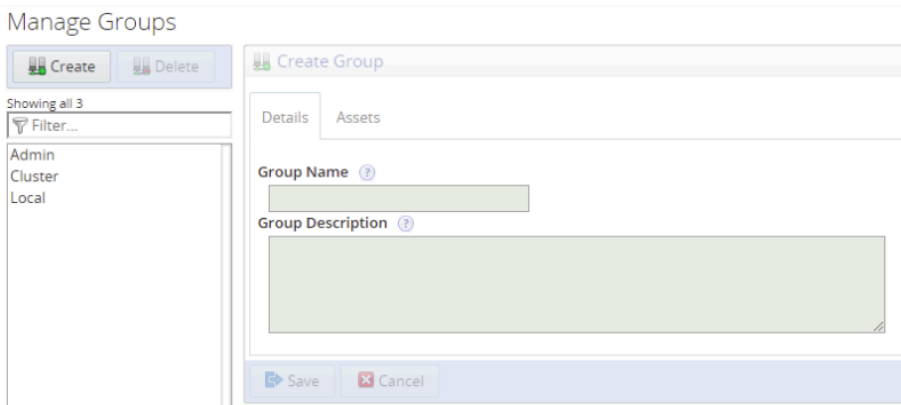 Manage Groups
Create
Delete
Showing all 3
Filter...
Admin
Cluster
Local
Create Group
Details
Assets
Group Name ?
Group Description ?
Save
Cancel